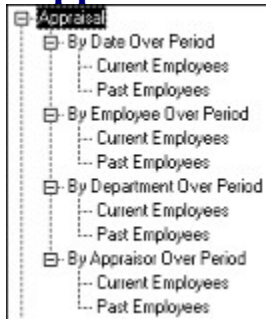 Appraisal
By Date Over Period
Current Employees
Past Employees
By Employee Over Period
Current Employees
Past Employees
By Department Over Period
Current Employees
Past Employees
By Appraisor Over Period
Current Employees
Past Employees